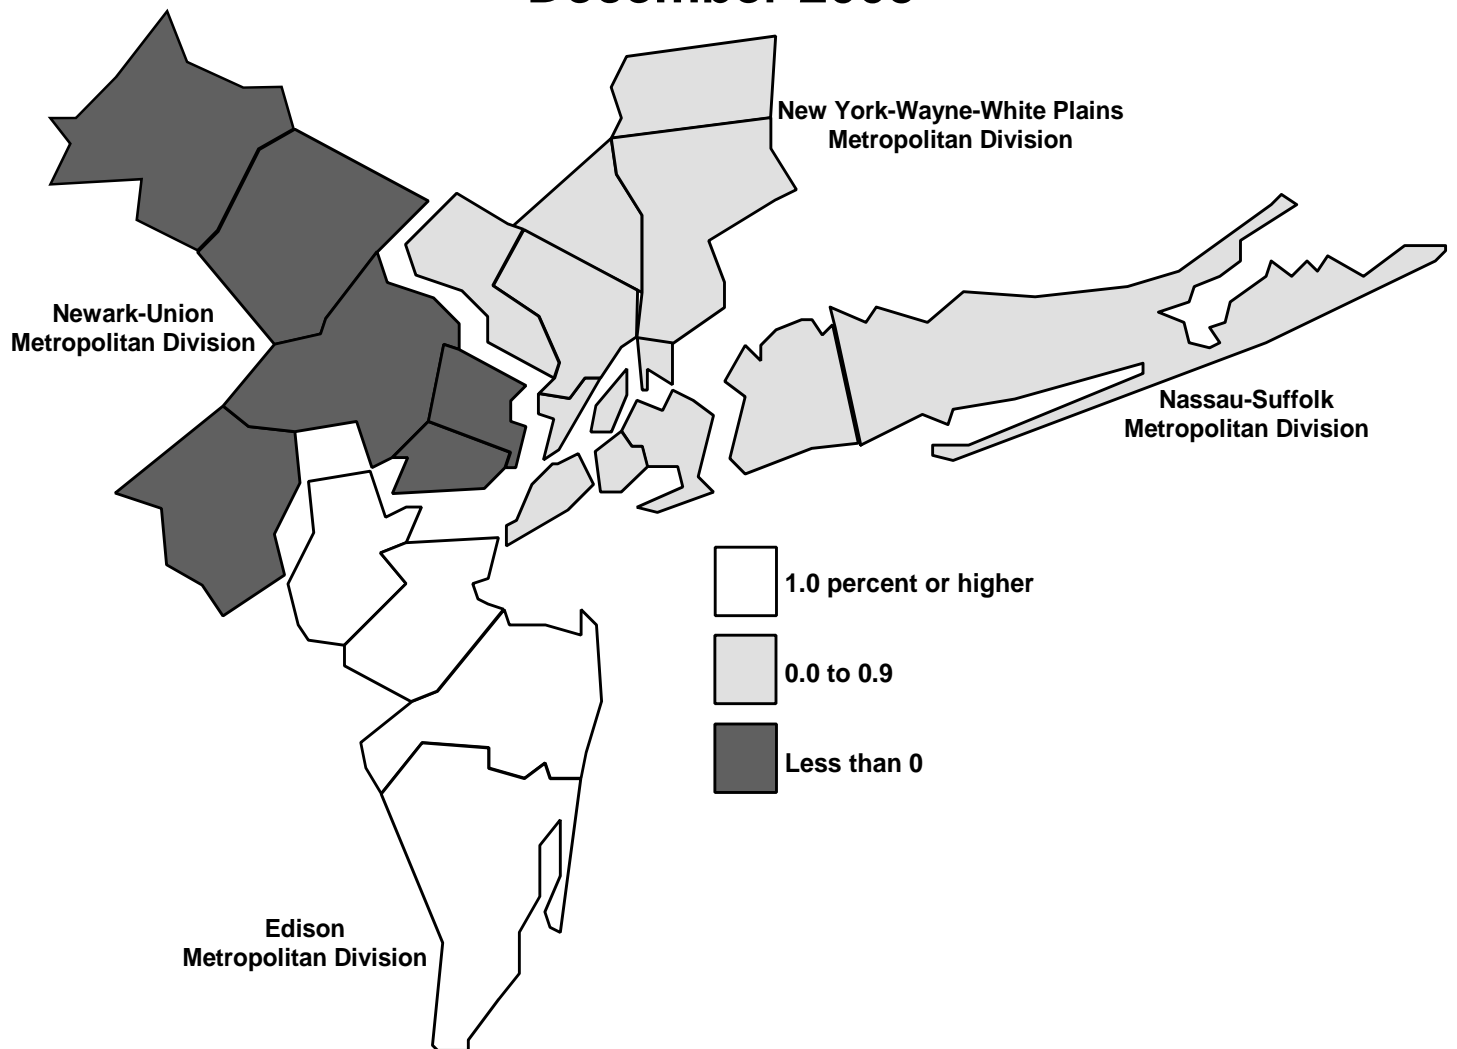 New York-Wayne-White Plains
Metropolitan Division
Newark-Union
Metropolitan Division
Nassau-Suffolk
Metropolitan Division
1.0 percent or higher
0.0 to 0.9
Less than 0
Edison
Metropolitan Division